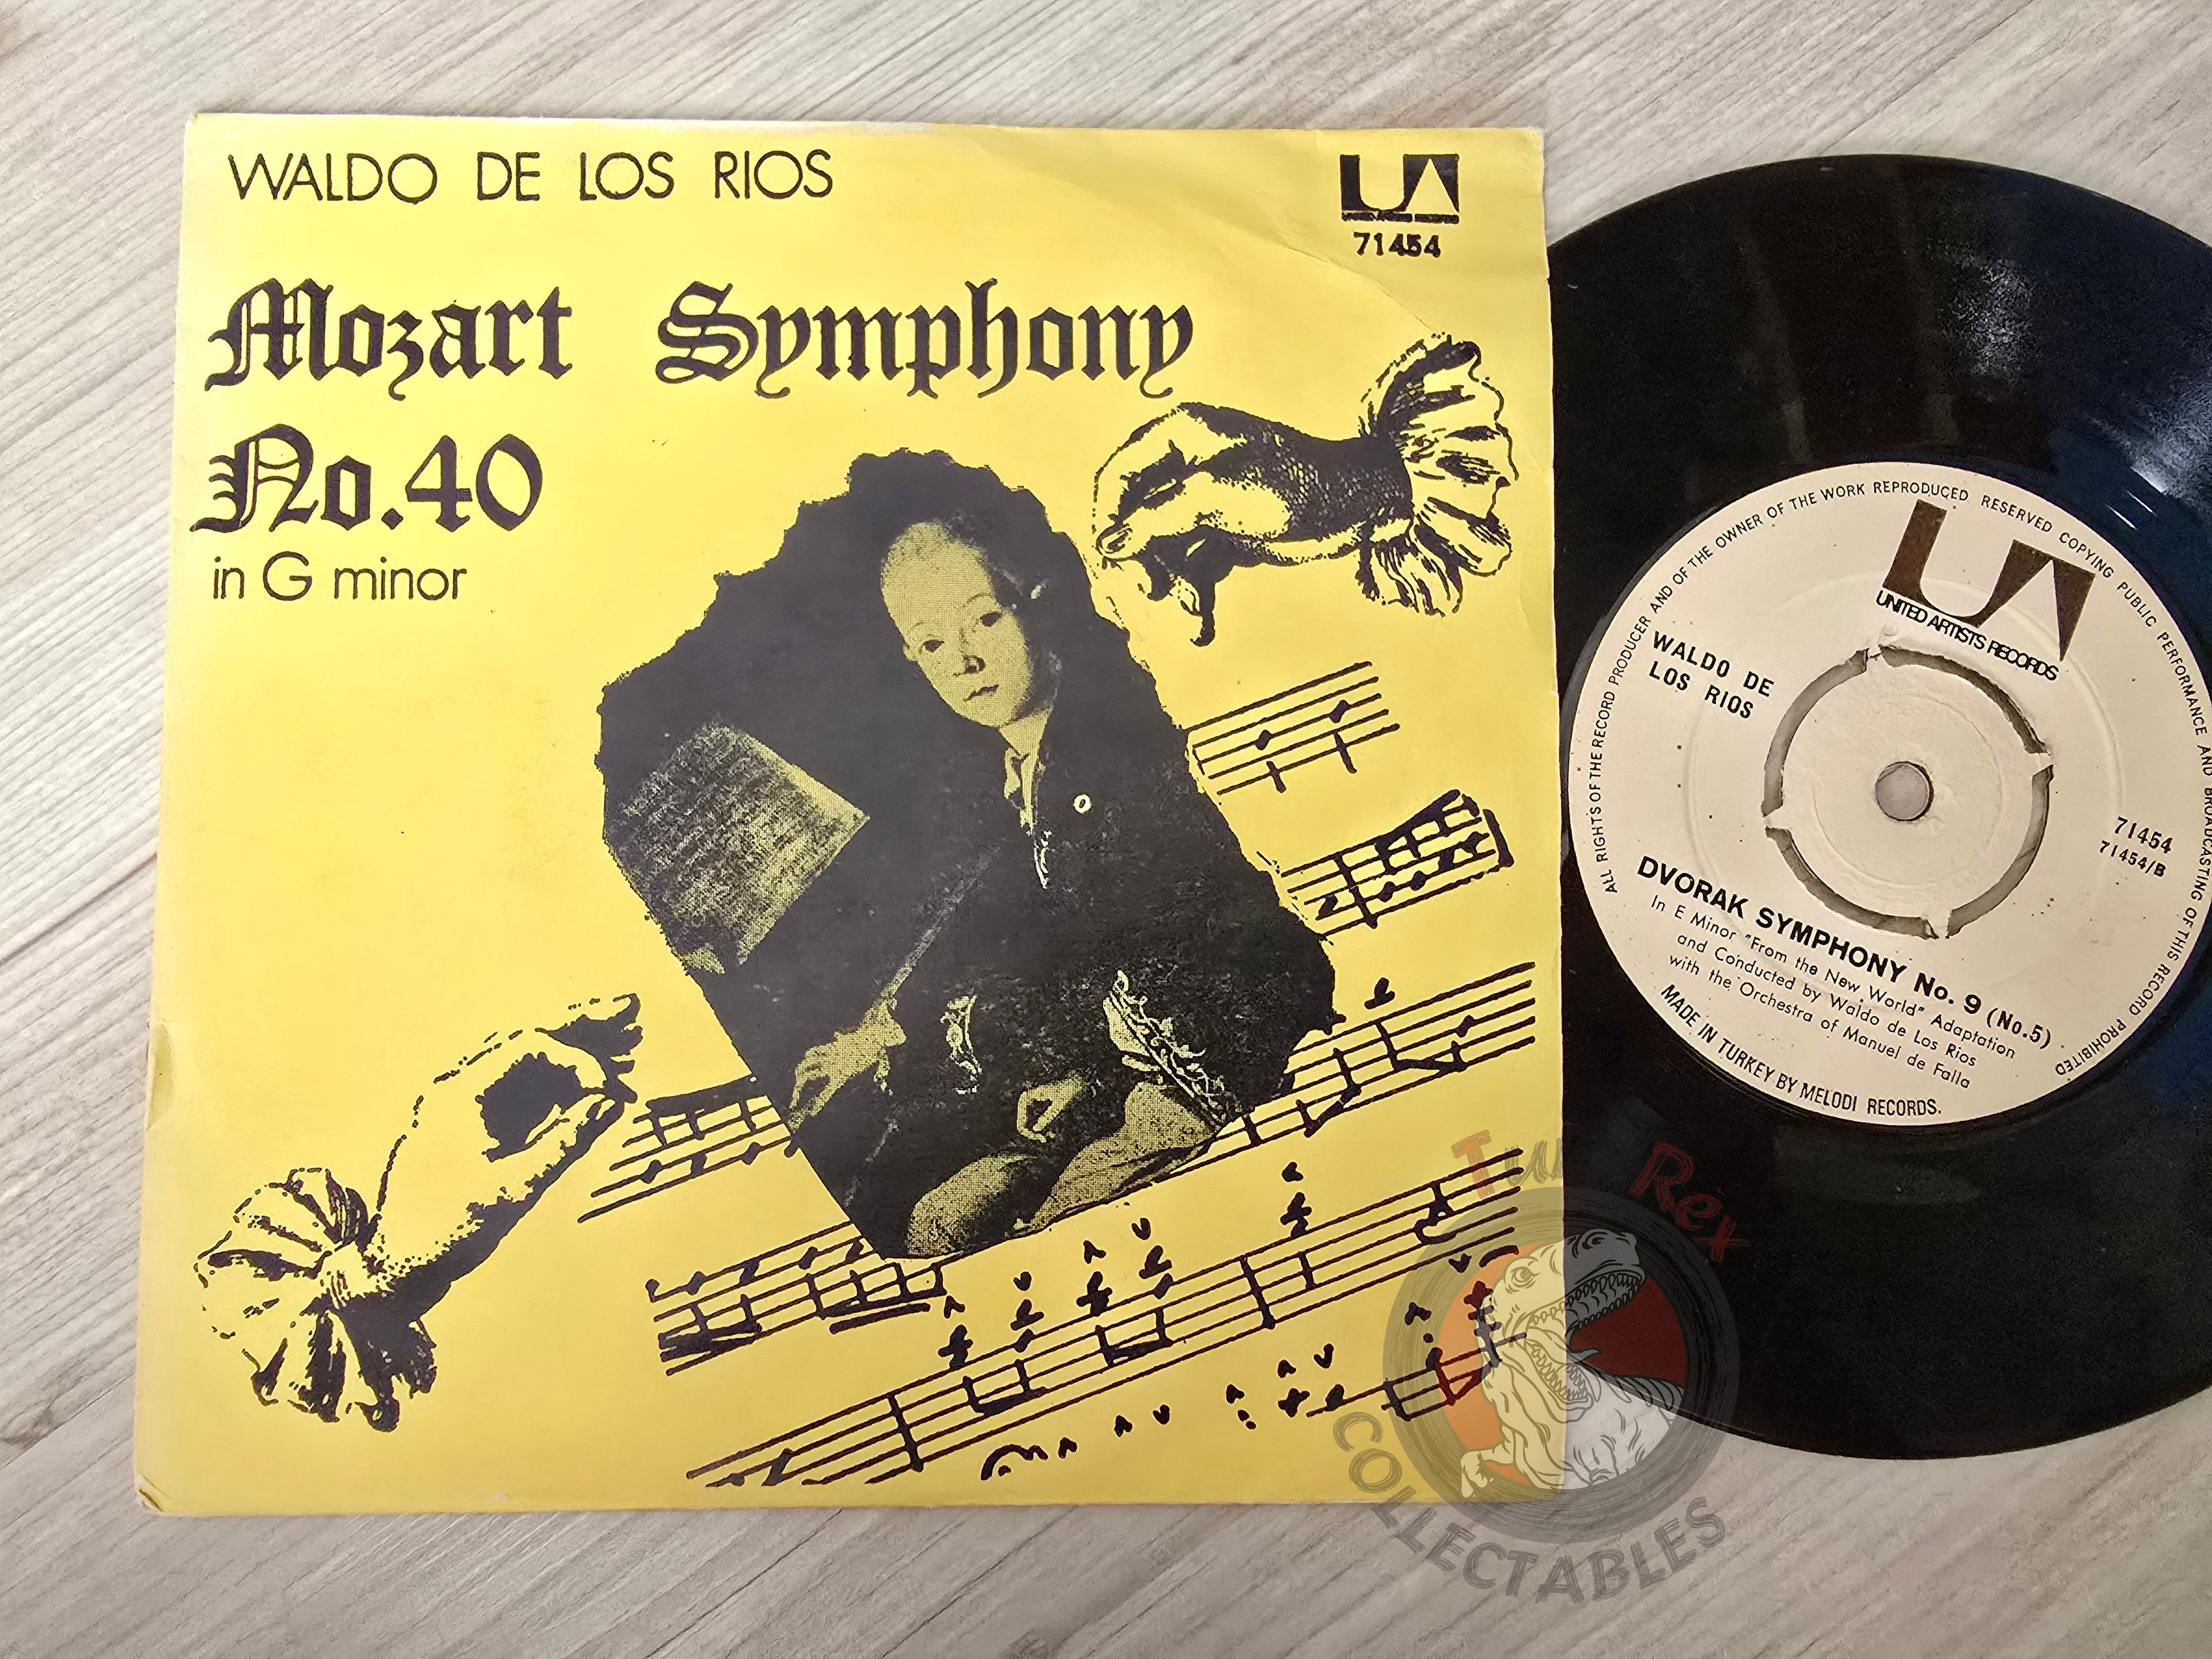 WALDO DE LOS RIOS
UA
UNITED ARTISTS RECORDS
71454
Mozart Symphony
No.40
in G minor
ALL RIGHTS OF THE RECORD PRODUCER AND OF THE OWNER OF THE WORK REPRODUCED RESERVED COPYING PUBLIC PERFORMANCE AND BROADCASTING OF THIS RECORD PROHIBITED
UA
UNITED ARTISTS RECORDS
WALDO DE
LOS RIOS
71454
71454/B
DVORAK SYMPHONY No. 9 (No.5)
In E Minor "From the New World" Adaptation
and Conducted by Waldo de Los Rios
with the Orchestra of Manuel de Falla
MADE IN TURKEY BY MELODI RECORDS.
Rex
COLLECTABLES